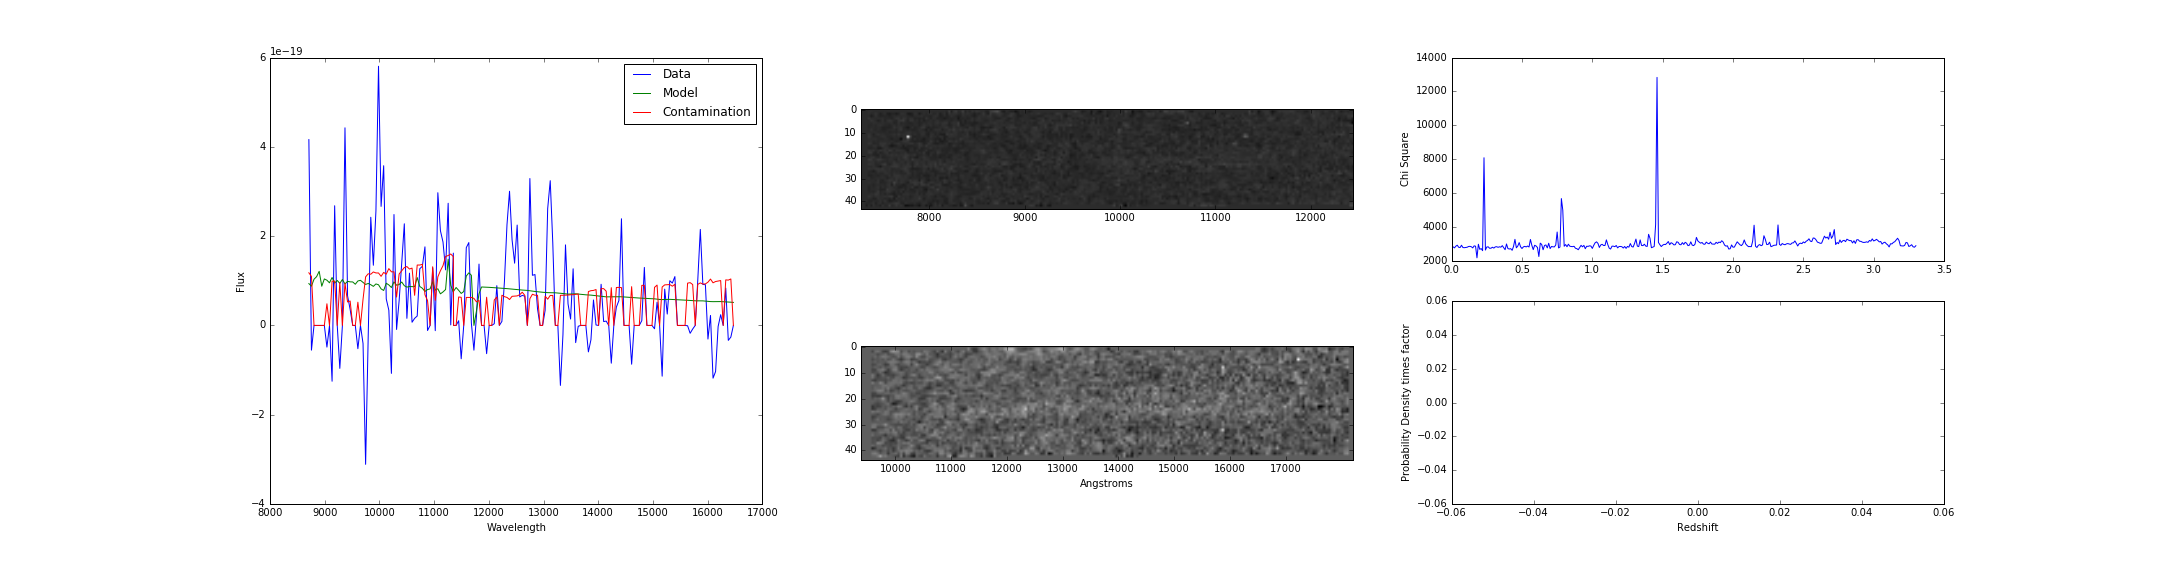 1e−19
6
4
2
0
−2
−4
8000 9000 10000 11000 12000 13000 14000 15000 16000 17000
Flux
Wavelength
Data
Model
Contamination
0
10
20
30
40
8000 9000 10000 11000 12000
0
10
20
30
40
10000 11000 12000 13000 14000 15000 16000 17000
Angstroms
14000
12000
10000
8000
6000
4000
2000
0.0 0.5 1.0 1.5 2.0 2.5 3.0 3.5
Chi Square
0.06
0.04
0.02
0.00
−0.02
−0.04
−0.06
−0.06 −0.04 −0.02 0.00 0.02 0.04 0.06
Probability Density times factor
Redshift